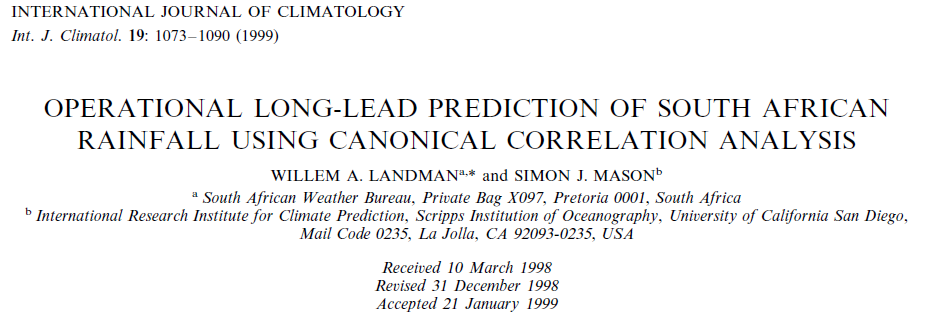 INTERNATIONAL JOURNAL OF CLIMATOLOGY
Int. J. Climatol. 19: 1073–1090 (1999)
OPERATIONAL LONG-LEAD PREDICTION OF SOUTH AFRICAN
RAINFALL USING CANONICAL CORRELATION ANALYSIS
WILLEM A. LANDMANa,* and SIMON J. MASONb
a South African Weather Bureau, Private Bag X097, Pretoria 0001, South Africa
b International Research Institute for Climate Prediction, Scripps Institution of Oceanography, University of California San Diego,
Mail Code 0235, La Jolla, CA 92093-0235, USA
Received 10 March 1998
Revised 31 December 1998
Accepted 21 January 1999